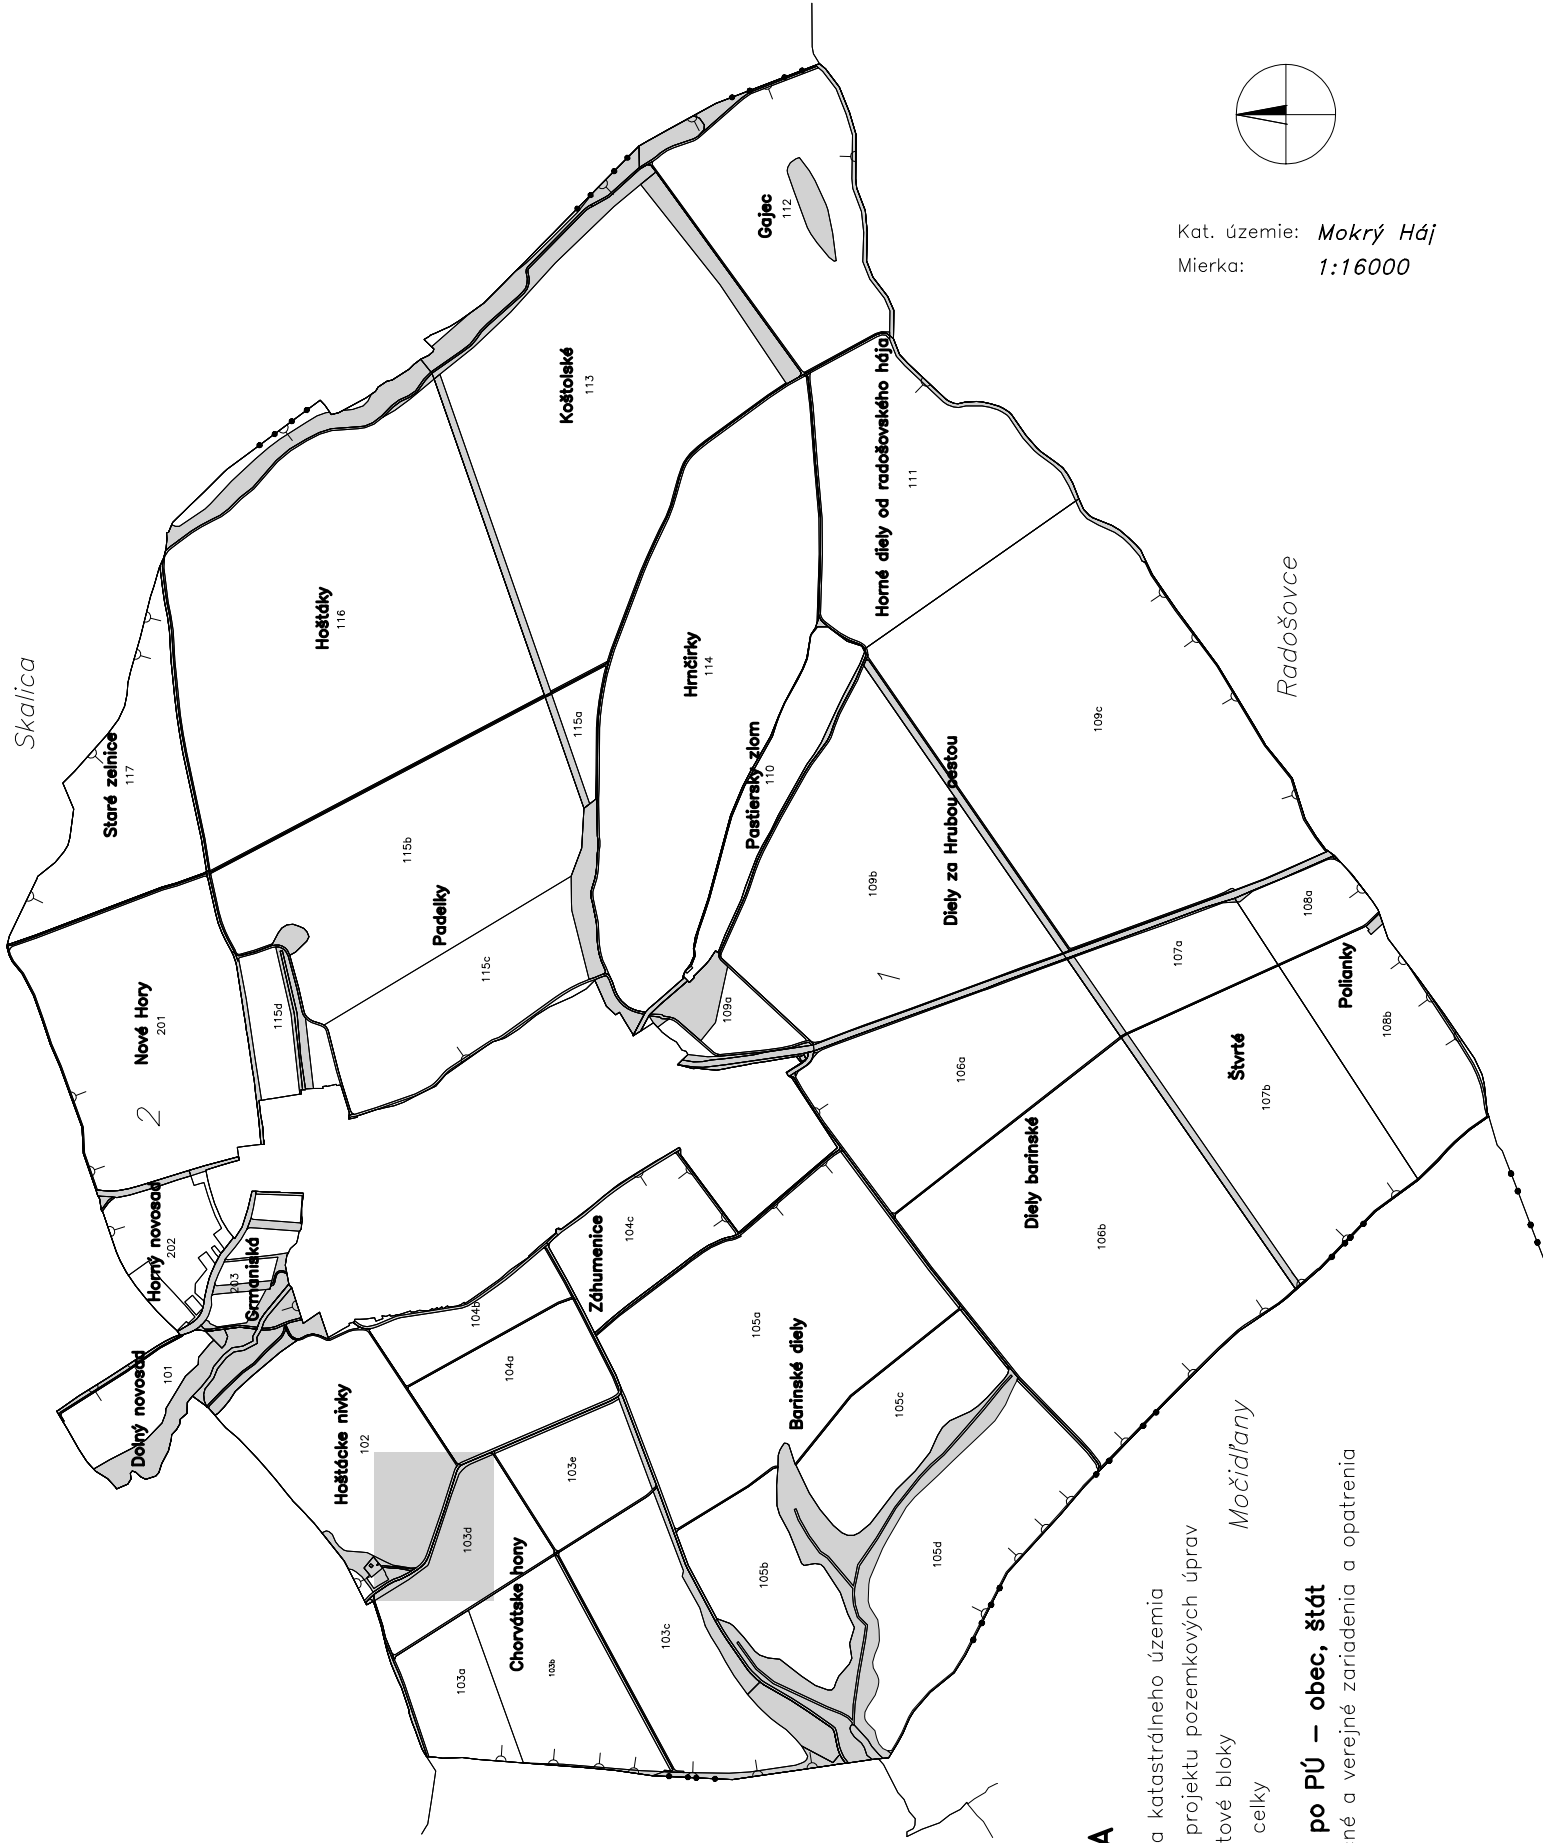 Skalica
Kat. územie: Mokrý Háj
Mierka: 1:16000
Gajec
112
Koštolské
113
Horné diely od radošovského hája
111
Hoštáky
116
Hrnčirky
114
Staré zelnice
117
115a
Pastiersky zlom
110
109c
Radošovce
Padelky
115b
115c
109b
Diely za Hrubou cestou
1
108a
107a
Polianky
108b
Nové Hory
201
2
115d
109a
106a
Štvrté
107b
Diely barinské
106b
Horný novosad
202
203
Grmaniská
Záhumenice
104c
104b
104a
Dolný novosad
101
Hoštácke nivky
102
105a
Barinské diely
105c
105b
105d
103e
103d
Chorvátske hony
103a
103b
103c
Močidľany
A
a katastrálneho územia
projektu pozemkových úprav
tové bloky
celky
po PÚ – obec, štát
né a verejné zariadenia a opatrenia